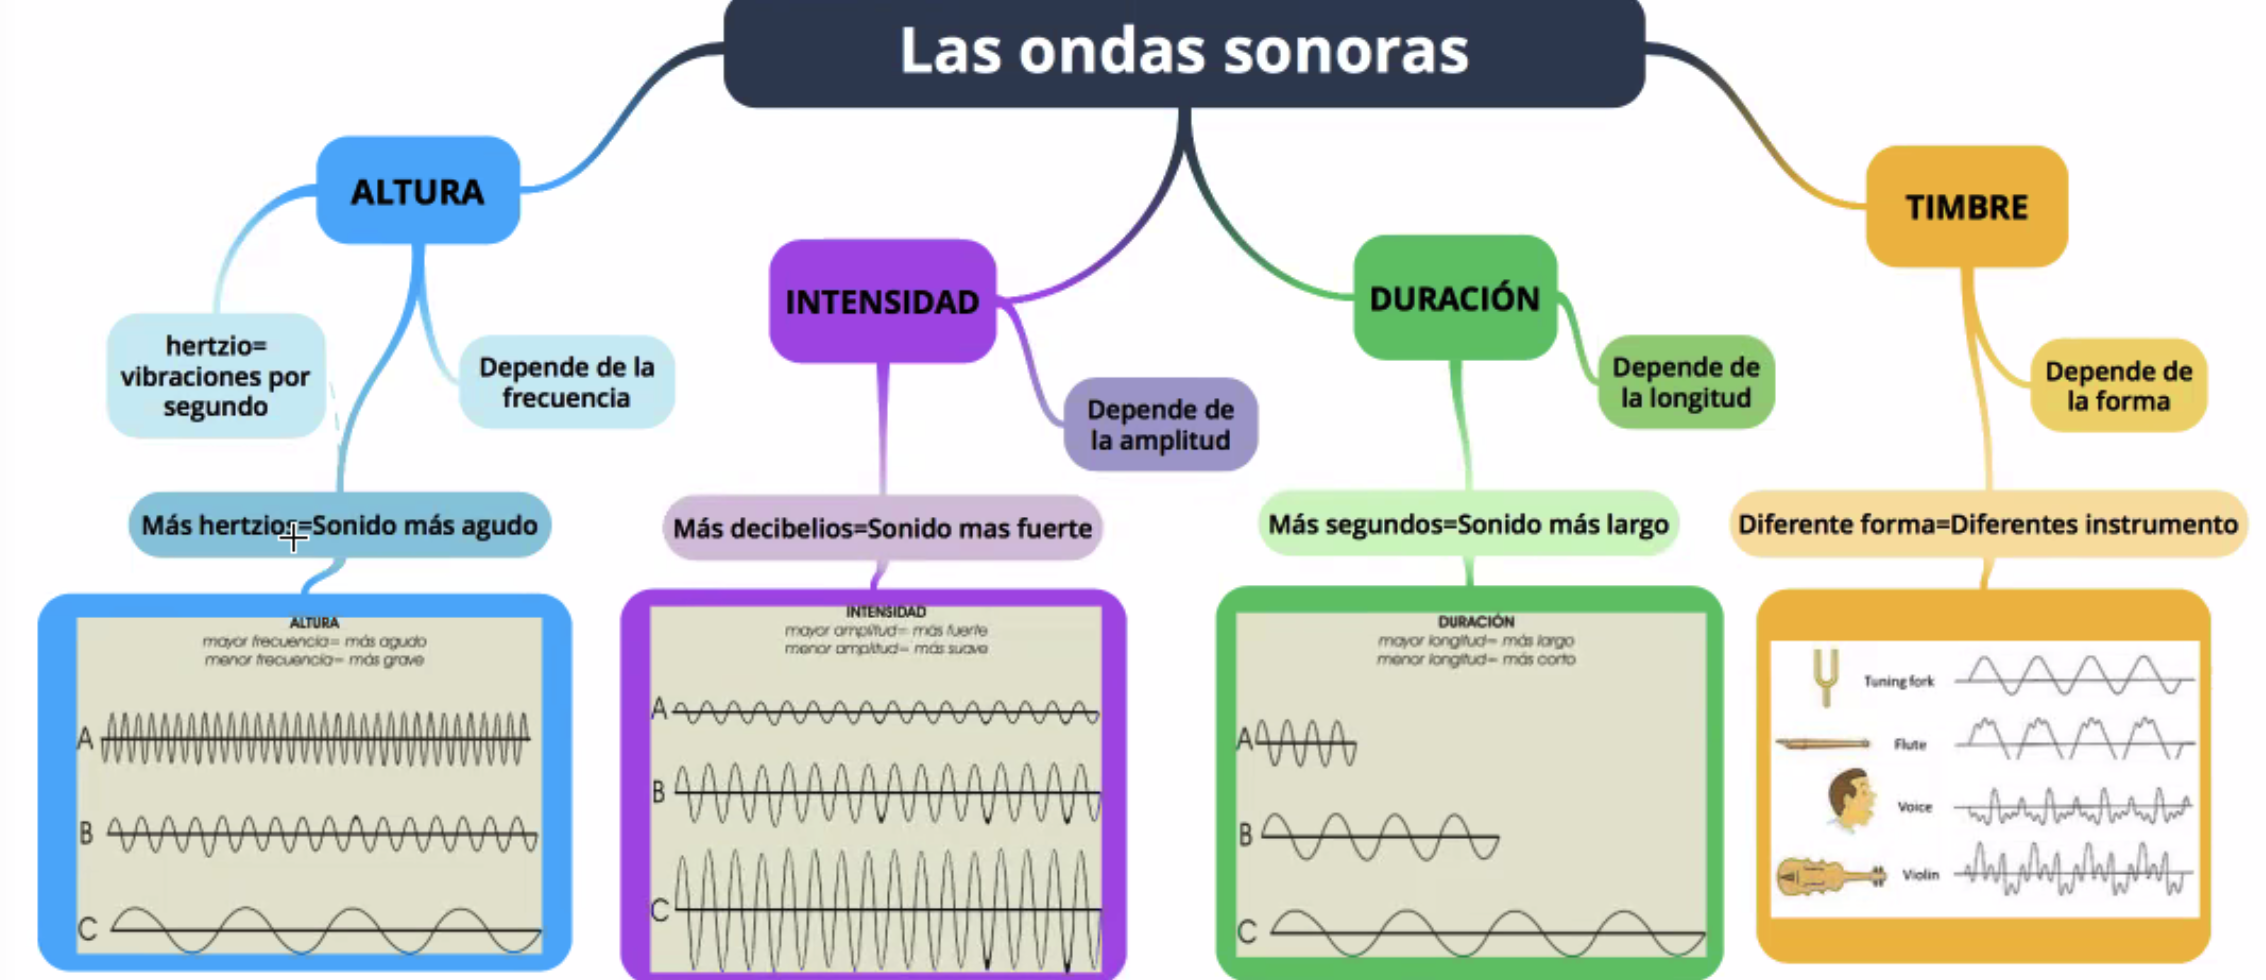 Las ondas sonoras
ALTURA
hertzio=
vibraciones por
segundo
Depende de la
frecuencia
Más hertzios=Sonido más agudo
ALTURA
mayor frecuencia= más agudo
menor frecuencia= más grave
A
B
C
INTENSIDAD
Depende de
la amplitud
Más decibelios=Sonido mas fuerte
INTENSIDAD
mayor amplitud= más fuerte
menor amplitud= más suave
A
B
C
DURACIÓN
Depende de
la longitud
Más segundos=Sonido más largo
DURACIÓN
mayor longitud= más largo
menor longitud= más corto
A
B
C
TIMBRE
Depende de
la forma
Diferente forma=Diferentes instrumento
Tuning fork
Flute
Voice
Violin